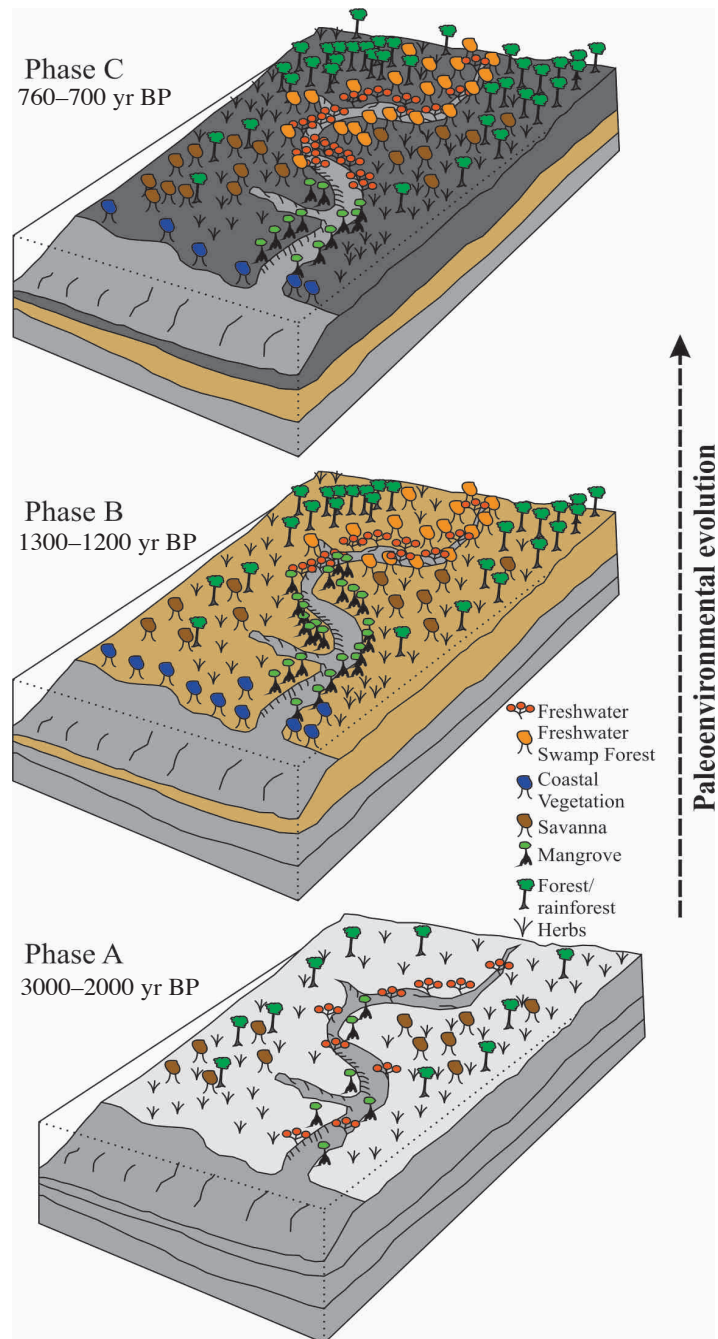 Phase C
760–700 yr BP
Phase B
1300–1200 yr BP
Freshwater
Freshwater
Swamp Forest
Coastal
Vegetation
Savanna
Mangrove
Forest/
rainforest
Herbs
Phase A
3000–2000 yr BP
Paleoenvironmental evolution